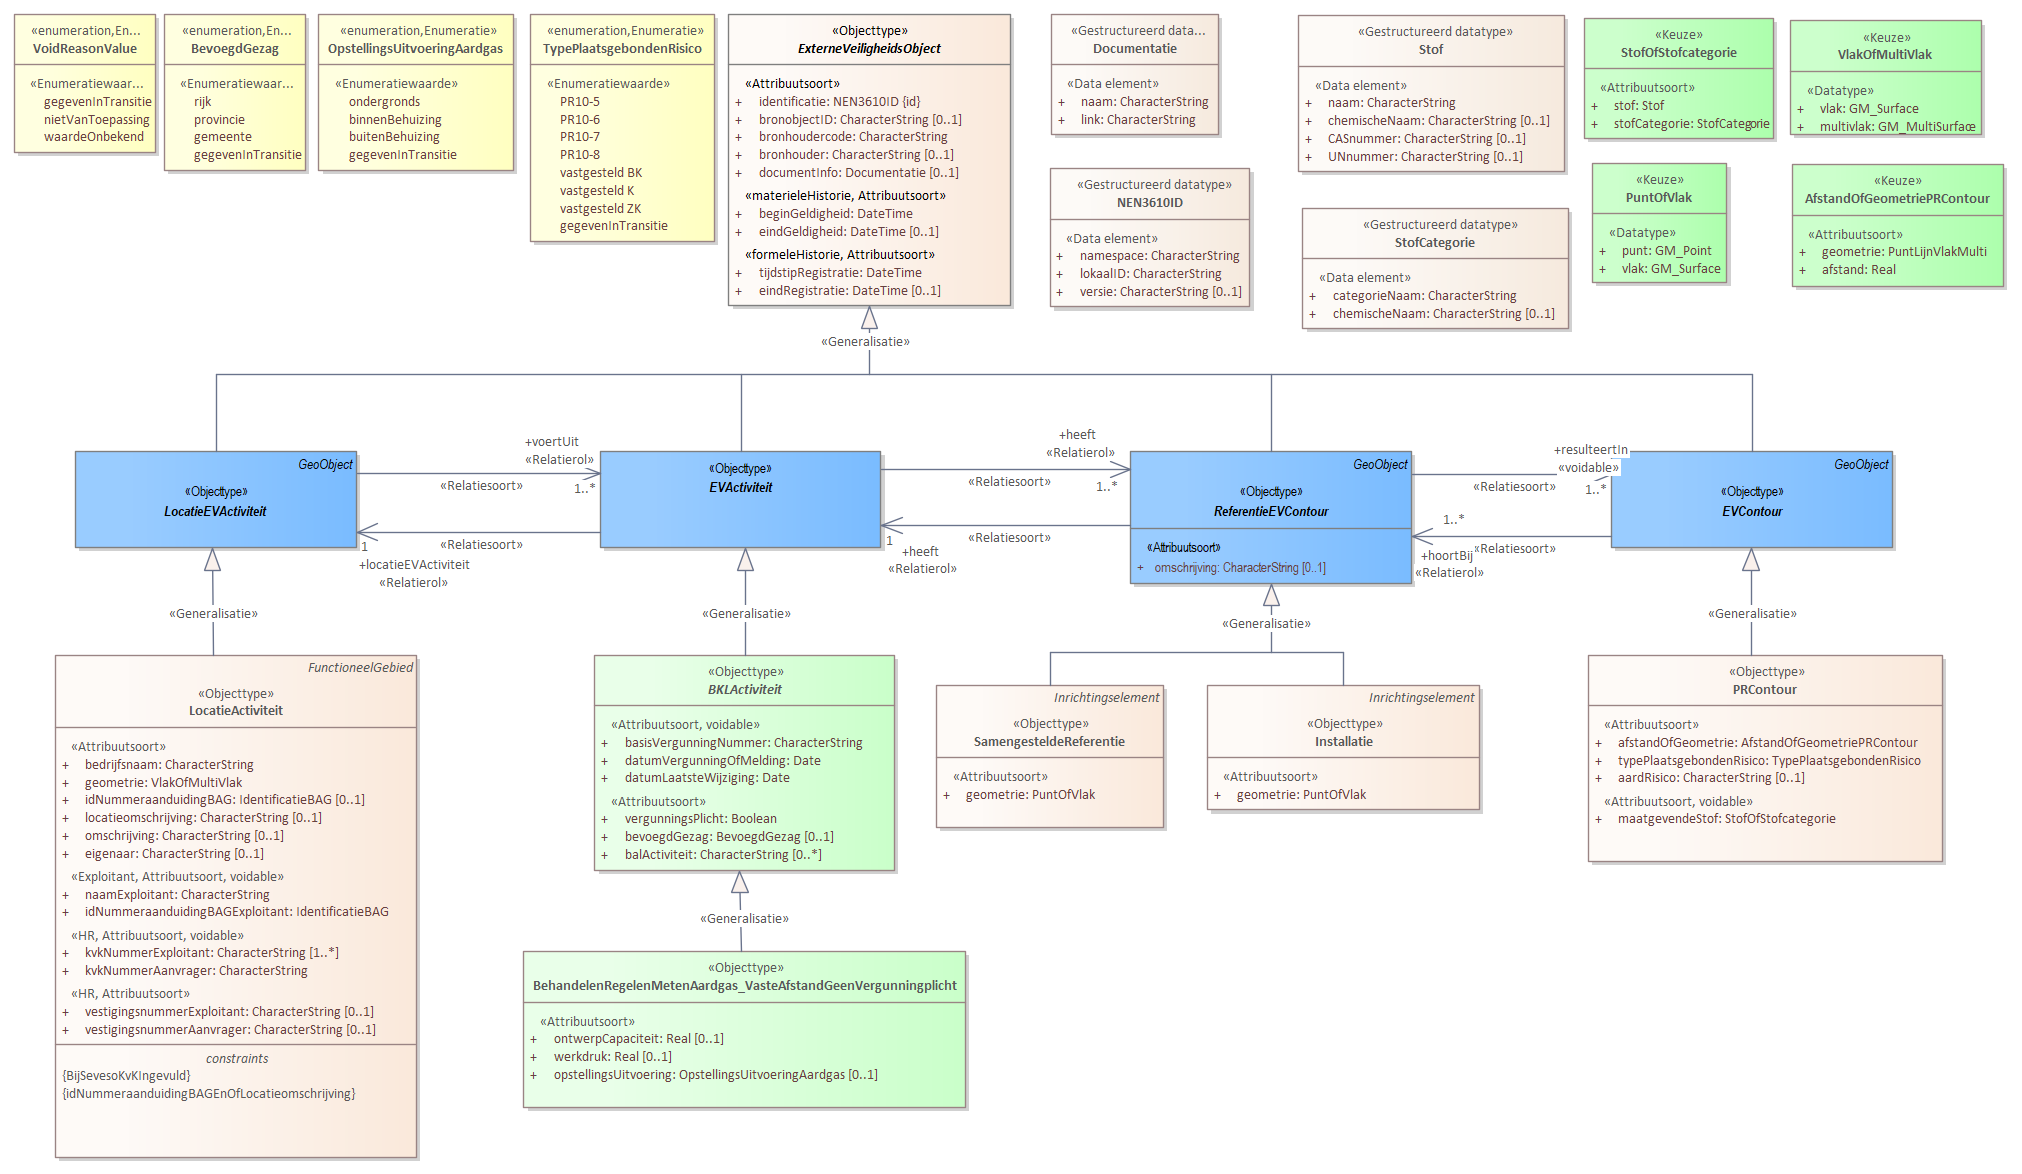 «enumeration,En...
VoidReasonValue
«Enumeratiewaar...
gegevenInTransitie
nietVanToepassing
waardeOnbekend
«enumeration,En...
BevoegdGezag
«Enumeratiewaar...
rijk
provincie
gemeente
gegevenInTransitie
«enumeration,Enumeratie»
OpstellingsUitvoeringAardgas
«Enumeratiewaarde»
ondergronds
binnenBehuizing
buitenBehuizing
gegevenInTransitie
«enumeration,Enumeratie»
TypePlaatsgebondenRisico
«Enumeratiewaarde»
PR10-5
PR10-6
PR10-7
PR10-8
vastgesteld BK
vastgesteld K
vastgesteld ZK
gegevenInTransitie
«Objecttype»
ExterneVeiligheidsObject
«Attribuutsoort»
+ identificatie: NEN3610ID {id}
+ bronobjectID: CharacterString [0..1]
+ bronhoudercode: CharacterString
+ bronhouder: CharacterString [0..1]
+ documentInfo: Documentatie [0..1]
«materieleHistorie, Attribuutsoort»
+ beginGeldigheid: DateTime
+ eindGeldigheid: DateTime [0..1]
«formeleHistorie, Attribuutsoort»
+ tijdstipRegistratie: DateTime
+ eindRegistratie: DateTime [0..1]
«Gestructureerd data...
Documentatie
«Data element»
+ naam: CharacterString
+ link: CharacterString
«Gestructureerd datatype»
NEN3610ID
«Data element»
+ namespace: CharacterString
+ lokaalID: CharacterString
+ versie: CharacterString [0..1]
«Gestructureerd datatype»
Stof
«Data element»
+ naam: CharacterString
+ chemischeNaam: CharacterString [0..1]
+ CASnummer: CharacterString [0..1]
+ UNnummer: CharacterString [0..1]
«Gestructureerd datatype»
StofCategorie
«Data element»
+ categorieNaam: CharacterString
+ chemischeNaam: CharacterString [0..1]
«Keuze»
StofOfStofcategorie
«Attribuutsoort»
+ stof: Stof
+ stofCategorie: StofCategorie
«Keuze»
PuntOfVlak
«Datatype»
+ punt: GM_Point
+ vlak: GM_Surface
«Keuze»
VlakOfMultiVlak
«Datatype»
+ vlak: GM_Surface
+ multivlak: GM_MultiSurface
«Keuze»
AfstandOfGeometriePRContour
«Attribuutsoort»
+ geometrie: PuntLijnVlakMulti
+ afstand: Real
«Generalisatie»
GeoObject
«Objecttype»
LocatieEVActiviteit
+voertUit
«Relatierol»
1..*
«Relatiesoort»
«Relatiesoort»
1
+locatieEVActiviteit
«Relatierol»
«Objecttype»
EVActiviteit
+heeft
«Relatierol»
1..*
«Relatiesoort»
«Relatiesoort»
1
+heeft
«Relatierol»
GeoObject
«Objecttype»
ReferentieEVContour
«Attribuutsoort»
+ omschrijving: CharacterString [0..1]
+resulteertIn
«voidable»
1..*
«Relatiesoort»
1..*
«Relatiesoort»
+hoortBij
«Relatierol»
GeoObject
«Objecttype»
EVContour
«Generalisatie»
«Generalisatie»
«Generalisatie»
«Generalisatie»
FunctioneelGebied
«Objecttype»
LocatieActiviteit
«Attribuutsoort»
+ bedrijfsnaam: CharacterString
+ geometrie: VlakOfMultiVlak
+ idNummeraanduidingBAG: IdentificatieBAG [0..1]
+ locatieomschrijving: CharacterString [0..1]
+ omschrijving: CharacterString [0..1]
+ eigenaar: CharacterString [0..1]
«Exploitant, Attribuutsoort, voidable»
+ naamExploitant: CharacterString
+ idNummeraanduidingBAGExploitant: IdentificatieBAG
«HR, Attribuutsoort, voidable»
+ kvkNummerExploitant: CharacterString [1..*]
+ kvkNummerAanvrager: CharacterString
«HR, Attribuutsoort»
+ vestigingsnummerExploitant: CharacterString [0..1]
+ vestigingsnummerAanvrager: CharacterString [0..1]
constraints
{BijSevesoKvKIngevuld}
{idNummeraanduidingBAGEnOfLocatieomschrijving}
«Objecttype»
BKLActiviteit
«Attribuutsoort, voidable»
+ basisVergunningNummer: CharacterString
+ datumVergunningOfMelding: Date
+ datumLaatsteWijziging: Date
«Attribuutsoort»
+ vergunningsPlicht: Boolean
+ bevoegdGezag: BevoegdGezag [0..1]
+ balActiviteit: CharacterString [0..*]
«Generalisatie»
«Objecttype»
BehandelenRegelenMetenAardgas_VasteAfstandGeenVergunningplicht
«Attribuutsoort»
+ ontwerpCapaciteit: Real [0..1]
+ werkdruk: Real [0..1]
+ opstellingsUitvoering: OpstellingsUitvoeringAardgas [0..1]
Inrichtingselement
«Objecttype»
SamengesteldeReferentie
«Attribuutsoort»
+ geometrie: PuntOfVlak
Inrichtingselement
«Objecttype»
Installatie
«Attribuutsoort»
+ geometrie: PuntOfVlak
«Objecttype»
PRContour
«Attribuutsoort»
+ afstandOfGeometrie: AfstandOfGeometriePRContour
+ typePlaatsgebondenRisico: TypePlaatsgebondenRisico
+ aardRisico: CharacterString [0..1]
«Attribuutsoort, voidable»
+ maatgevendeStof: StofOfStofcategorie